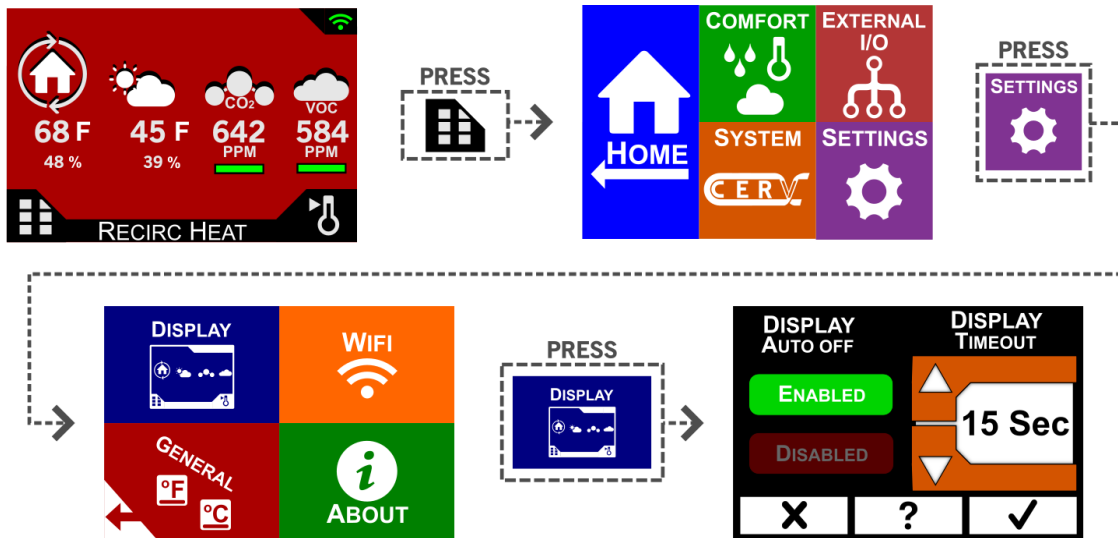 CO2
VOC
68 F
45 F
642
584
PPM
PPM
48 %
39 %
RECIRC HEAT
PRESS
COMFORT
EXTERNAL
I/O
HOME
SYSTEM
CERV
SETTINGS
PRESS
SETTINGS
DISPLAY
WIFI
GENERAL
°F
°C
i
ABOUT
PRESS
DISPLAY
DISPLAY
AUTO OFF
DISPLAY
TIMEOUT
ENABLED
15 Sec
DISABLED
X
?
✓